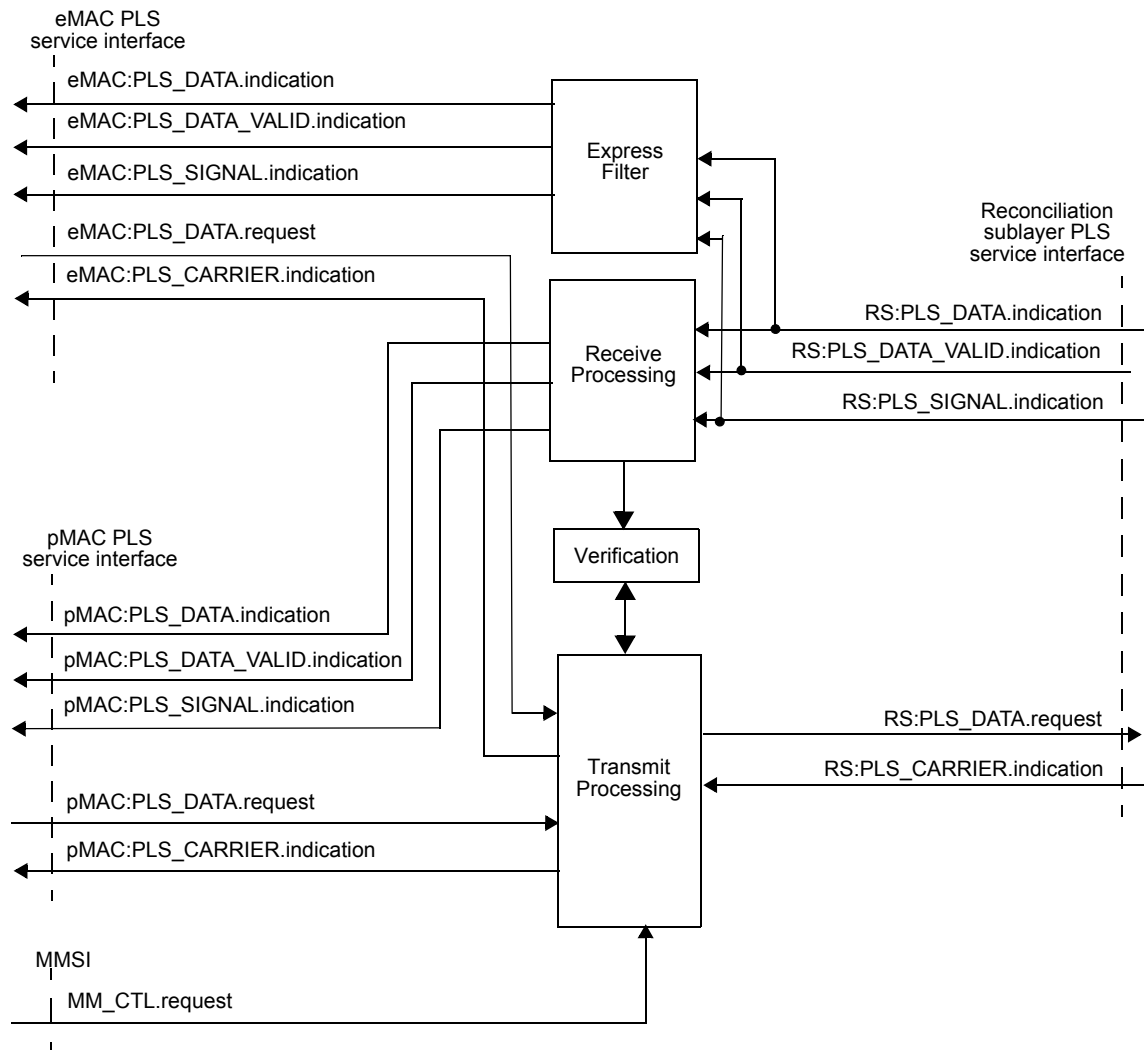 eMAC PLS
service interface
eMAC:PLS_DATA.indication
eMAC:PLS_DATA_VALID.indication
eMAC:PLS_SIGNAL.indication
eMAC:PLS_DATA.request
eMAC:PLS_CARRIER.indication
Express
Filter
Reconciliation
sublayer PLS
service interface
Receive
Processing
RS:PLS_DATA.indication
RS:PLS_DATA_VALID.indication
RS:PLS_SIGNAL.indication
Verification
pMAC PLS
service interface
pMAC:PLS_DATA.indication
pMAC:PLS_DATA_VALID.indication
pMAC:PLS_SIGNAL.indication
pMAC:PLS_DATA.request
pMAC:PLS_CARRIER.indication
Transmit
Processing
RS:PLS_DATA.request
RS:PLS_CARRIER.indication
MMSI
MM_CTL.request